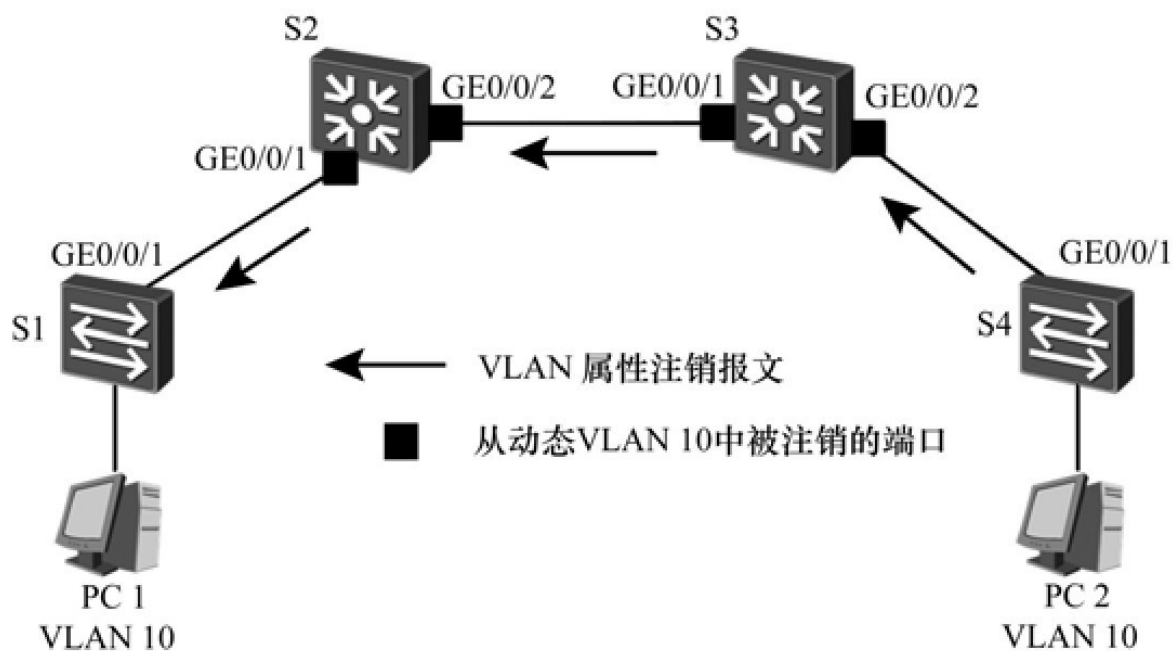 S2
S3
GE0/0/2
GE0/0/1
GE0/0/2
GE0/0/1
GE0/0/1
GE0/0/1
S1
S4
VLAN 属性注销报文
从动态VLAN 10中被注销的端口
PC 1
VLAN 10
PC 2
VLAN 10